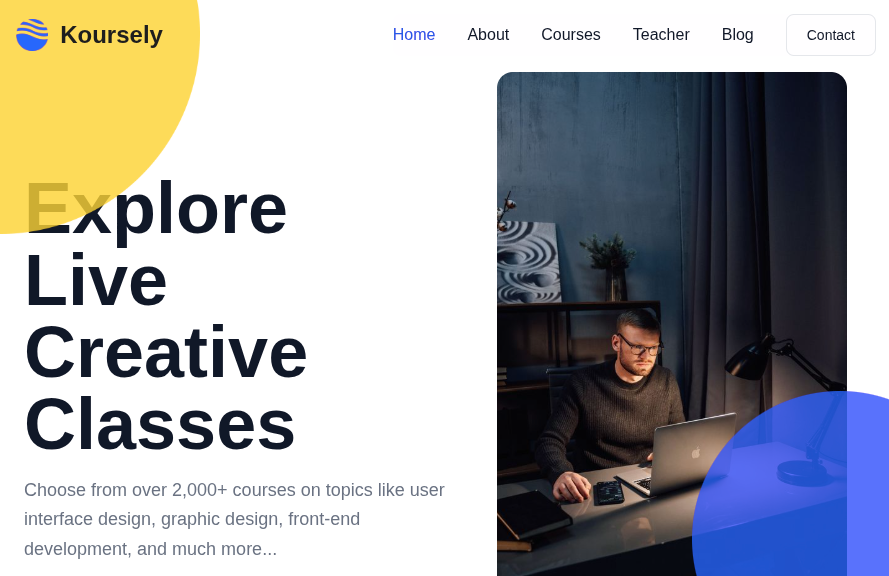 Koursely
Home About Courses Teacher Blog Contact
Explore
Live
Creative
Classes
Choose from over 2,000+ courses on topics like user
interface design, graphic design, front-end
development, and much more...